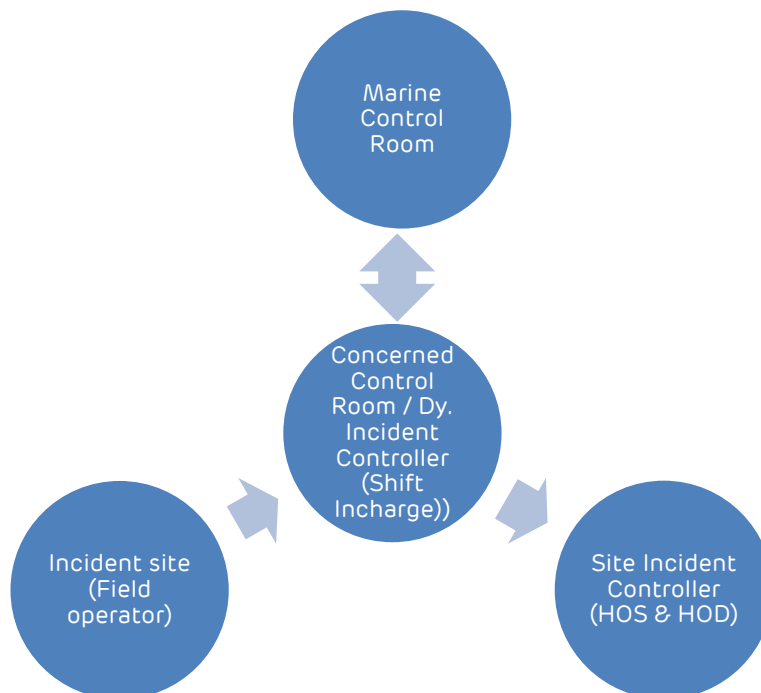 Marine
Control
Room
Concerned
Control
Room / Dy.
Incident
Controller
(Shift
Incharge))
Incident site
(Field
operator)
Site Incident
Controller
(HOS & HOD)